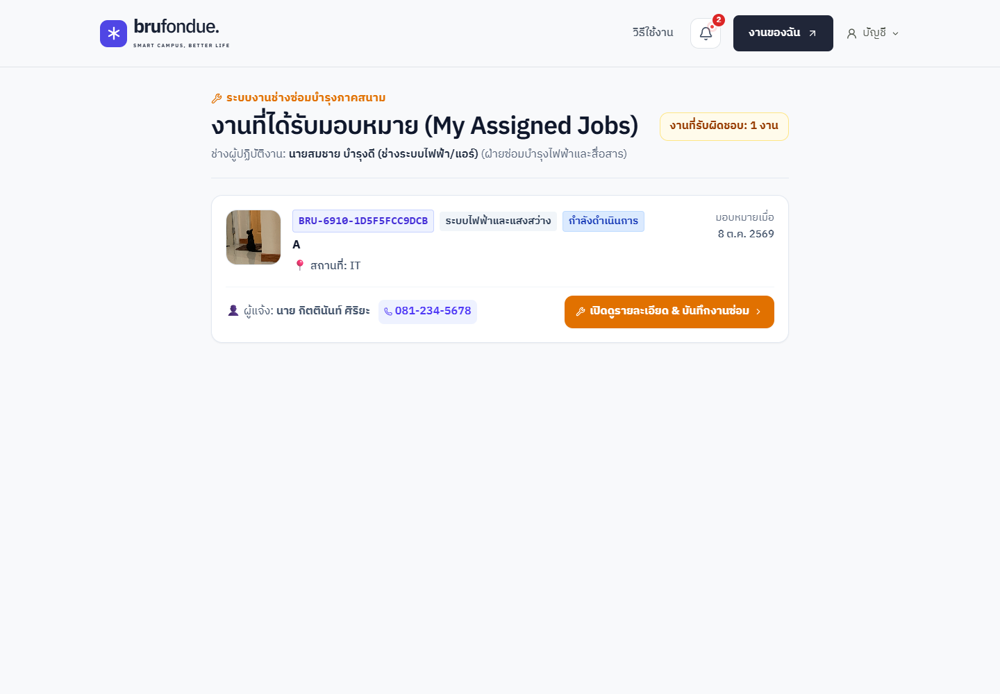 brufondue.
SMART CAMPUS, BETTER LIFE
วิธีใช้งาน
2
งานของฉัน
บัญชี
ระบบงานช่างซ่อมบำรุงภาคสนาม
งานที่ได้รับมอบหมาย (My Assigned Jobs)
งานที่รับผิดชอบ: 1 งาน
ช่างผู้ปฏิบัติงาน: นายสมชาย บำรุงดี (ช่างระบบไฟฟ้า/แอร์) (ฝ่ายซ่อมบำรุงไฟฟ้าและสื่อสาร)
BRU-6910-1D5F5FCC9DCB
ระบบไฟฟ้าและแสงสว่าง
กำลังดำเนินการ
มอบหมายเมื่อ
8 ต.ค. 2569
A
สถานที่: IT
ผู้แจ้ง: นาย กิตตินันท์ ศิริยะ
081-234-5678
เปิดดูรายละเอียด & บันทึกงานซ่อม